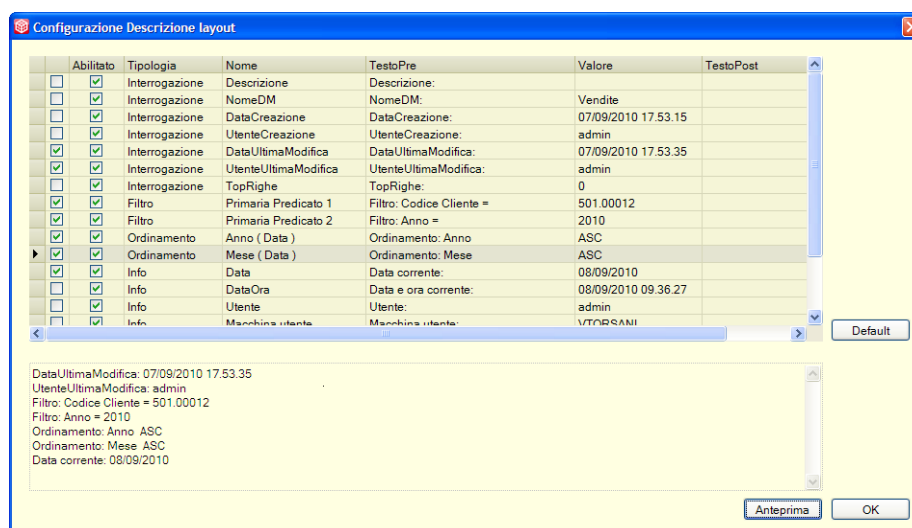 Configurazione Descrizione layout
Abilitato Tipologia Nome TestoPre Valore TestoPost
Interrogazione Descrizione Descrizione:
Interrogazione NomeDM NomeDM: Vendite
Interrogazione DataCreazione DataCreazione: 07/09/2010 17.53.15
Interrogazione UtenteCreazione UtenteCreazione: admin
Interrogazione DataUltimaModifica DataUltimaModifica: 07/09/2010 17.53.35
Interrogazione UtenteUltimaModifica UtenteUltimaModifica: admin
Interrogazione TopRighe TopRighe: 0
Filtro Primaria Predicato 1 Filtro: Codice Cliente = 501.00012
Filtro Primaria Predicato 2 Filtro: Anno = 2010
Ordinamento Anno ( Data ) Ordinamento: Anno ASC
Ordinamento Mese ( Data ) Ordinamento: Mese ASC
Info Data Data corrente: 08/09/2010
Info DataOra Data e ora corrente: 08/09/2010 09.36.27
Info Utente Utente: admin
Info Macchina utente Macchina utente: VTORSANI
Default
DataUltimaModifica: 07/09/2010 17.53.35
UtenteUltimaModifica: admin
Filtro: Codice Cliente = 501.00012
Filtro: Anno = 2010
Ordinamento: Anno ASC
Ordinamento: Mese ASC
Data corrente: 08/09/2010
Anteprima OK